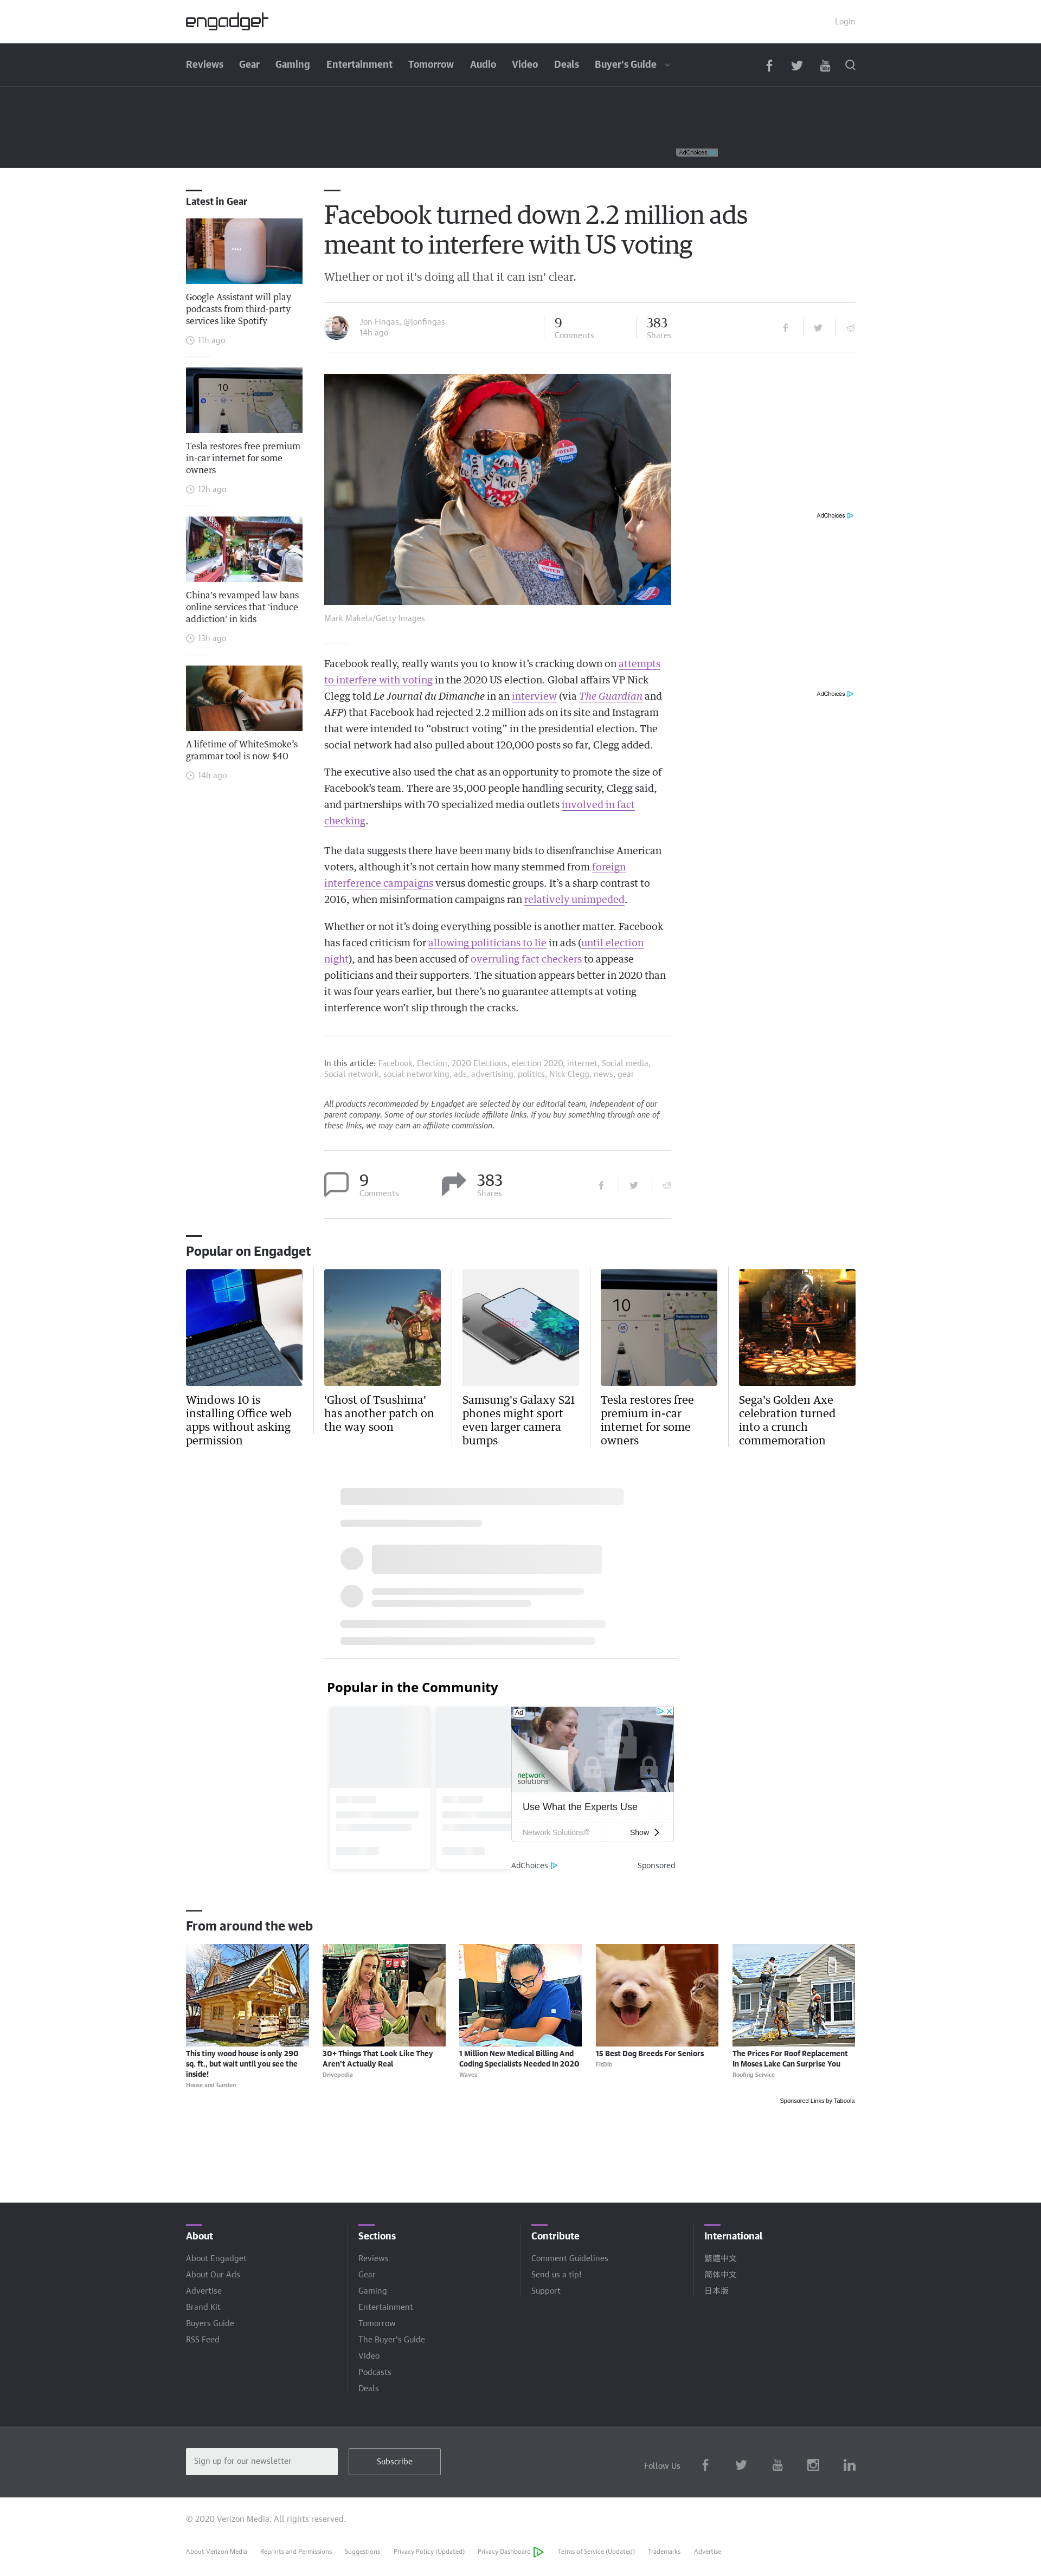 engadget
Login
Reviews
Gear
Gaming
Entertainment
Tomorrow
Audio
Video
Deals
Buyer's Guide
AdChoices
Latest in Gear
Google Assistant will play
podcasts from third-party
services like Spotify
11h ago
Tesla restores free premium
in-car internet for some
owners
12h ago
China's revamped law bans
online services that 'induce
addiction' in kids
13h ago
A lifetime of WhiteSmoke's
grammar tool is now $40
14h ago
Facebook turned down 2.2 million ads
meant to interfere with US voting
Whether or not it's doing all that it can isn' clear.
Jon Fingas, @jonfingas
14h ago
9
Comments
383
Shares
Vote
I VOTED TODAY
I VOTED
Mark Makela/Getty Images
AdChoices
AdChoices
Facebook really, really wants you to know it's cracking down on attempts
to interfere with voting in the 2020 US election. Global affairs VP Nick
Clegg told Le Journal du Dimanche in an interview (via The Guardian and
AFP) that Facebook had rejected 2.2 million ads on its site and Instagram
that were intended to "obstruct voting" in the presidential election. The
social network had also pulled about 120,000 posts so far, Clegg added.
The executive also used the chat as an opportunity to promote the size of
Facebook's team. There are 35,000 people handling security, Clegg said,
and partnerships with 70 specialized media outlets involved in fact
checking.
The data suggests there have been many bids to disenfranchise American
voters, although it's not certain how many stemmed from foreign
interference campaigns versus domestic groups. It's a sharp contrast to
2016, when misinformation campaigns ran relatively unimpeded.
Whether or not it's doing everything possible is another matter. Facebook
has faced criticism for allowing politicians to lie in ads (until election
night), and has been accused of overruling fact checkers to appease
politicians and their supporters. The situation appears better in 2020 than
it was four years earlier, but there's no guarantee attempts at voting
interference won't slip through the cracks.
In this article: Facebook, Election, 2020 Elections, election 2020, internet, Social media,
Social network, social networking, ads, advertising, politics, Nick Clegg, news, gear
All products recommended by Engadget are selected by our editorial team, independent of our
parent company. Some of our stories include affiliate links. If you buy something through one of
these links, we may earn an affiliate commission.
9
Comments
383
Shares
Popular on Engadget
10
Windows 10 is
installing Office web
apps without asking
permission
'Ghost of Tsushima'
has another patch on
the way soon
Samsung's Galaxy S21
phones might sport
even larger camera
bumps
Tesla restores free
premium in-car
internet for some
owners
Sega's Golden Axe
celebration turned
into a crunch
commemoration
Popular in the Community
Ad
network
solutions
Use What the Experts Use
Network Solutions®
Show
AdChoices
Sponsored
From around the web
This tiny wood house is only 290
sq. ft., but wait until you see the
inside!
House and Garden
30+ Things That Look Like They
Aren't Actually Real
Drivepedia
1 Million New Medical Billing And
Coding Specialists Needed In 2020
Wavez
15 Best Dog Breeds For Seniors
FitDib
The Prices For Roof Replacement
In Moses Lake Can Surprise You
Roofing Service
Sponsored Links by Taboola
About
About Engadget
About Our Ads
Advertise
Brand Kit
Buyers Guide
RSS Feed
Sections
Reviews
Gear
Gaming
Entertainment
Tomorrow
The Buyer's Guide
Video
Podcasts
Deals
Contribute
Comment Guidelines
Send us a tip!
Support
International
繁體中文
简体中文
日本版
Sign up for our newsletter
Subscribe
Follow Us
© 2020 Verizon Media. All rights reserved.
About Verizon Media
Reprints and Permissions
Suggestions
Privacy Policy (Updated)
Privacy Dashboard
Terms of Service (Updated)
Trademarks
Advertise